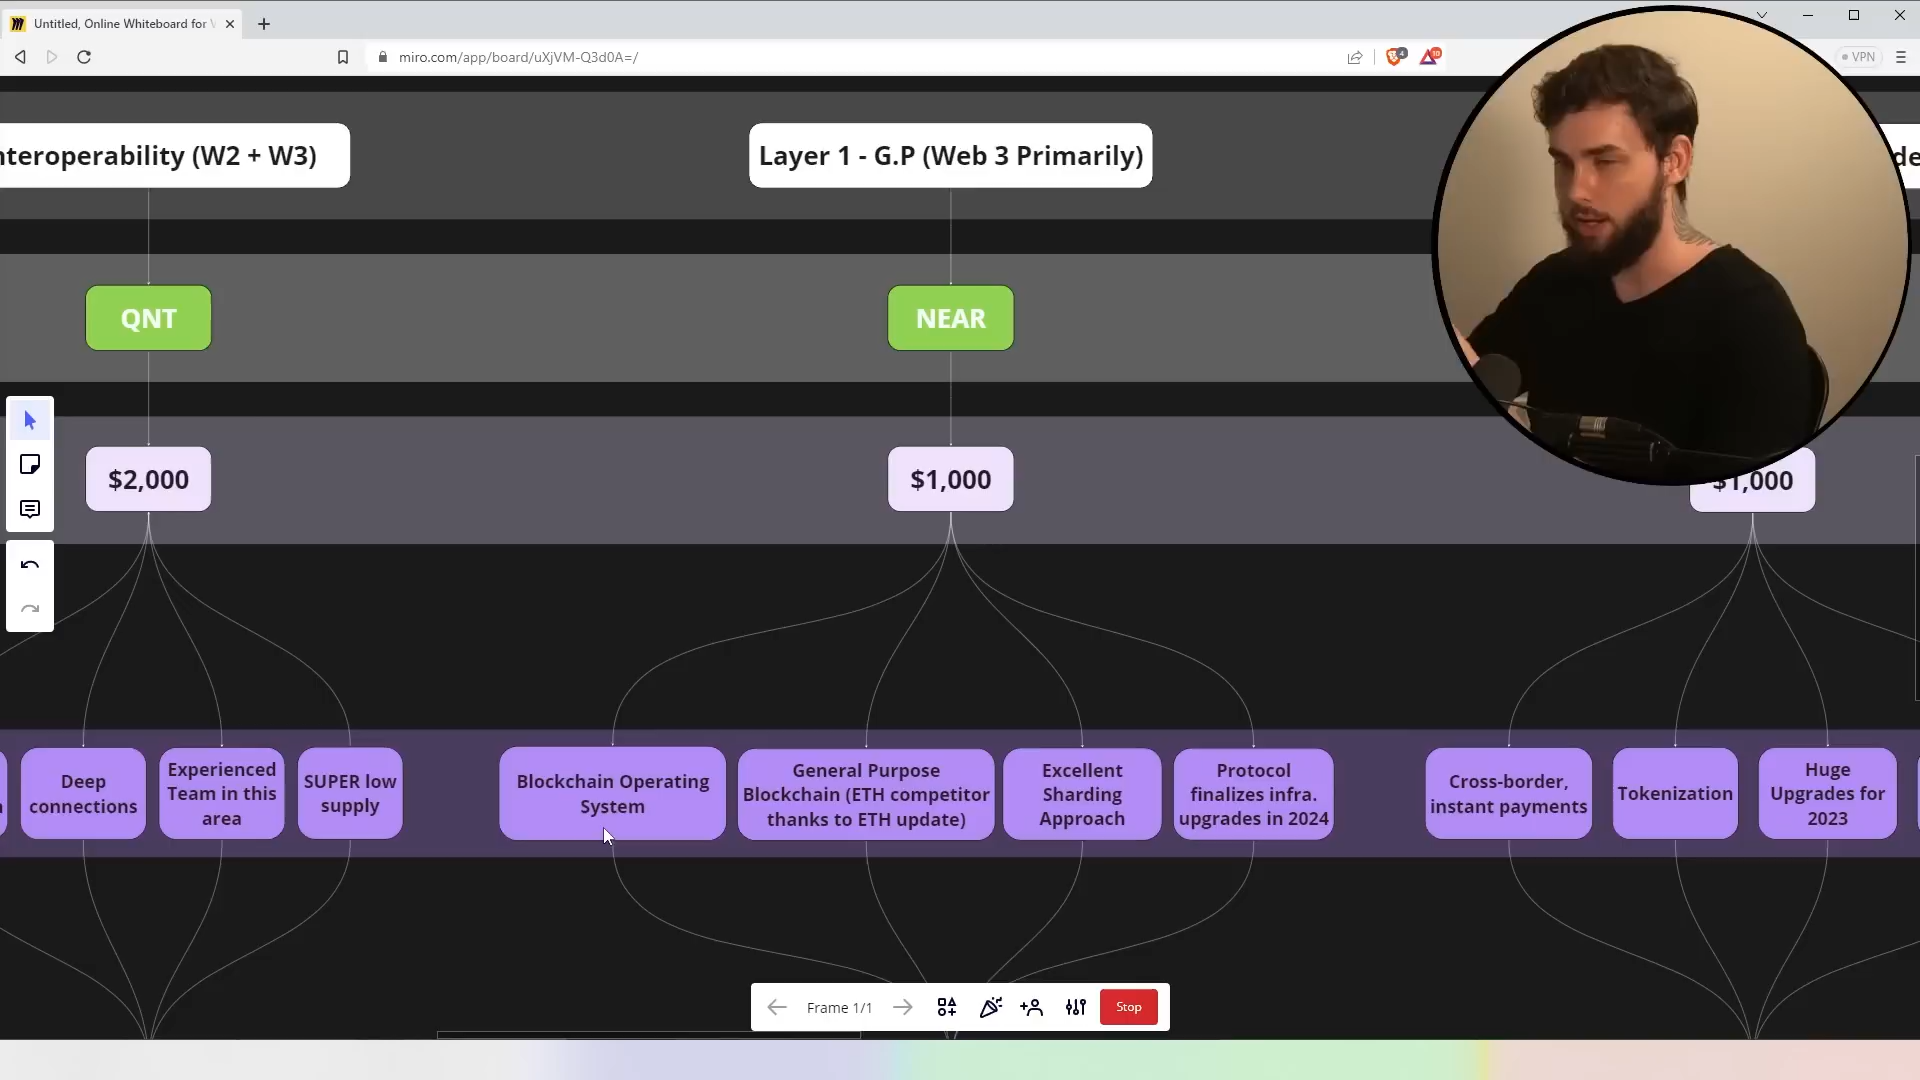 Untitled, Online Whiteboard for
miro.com/app/board/uXjVM-Q3d0A=/
4
10
VPN
nteroperability (W2 + W3)
Layer 1 - G.P (Web 3 Primarily)
de
QNT
NEAR
$2,000
$1,000
$1,000
Deep
connections
Experienced
Team in this
area
SUPER low
supply
Blockchain Operating
System
General Purpose
Blockchain (ETH competitor
thanks to ETH update)
Excellent
Sharding
Approach
Protocol
finalizes infra.
upgrades in 2024
Cross-border,
instant payments
Tokenization
Huge
Upgrades for
2023
Frame 1/1
Stop